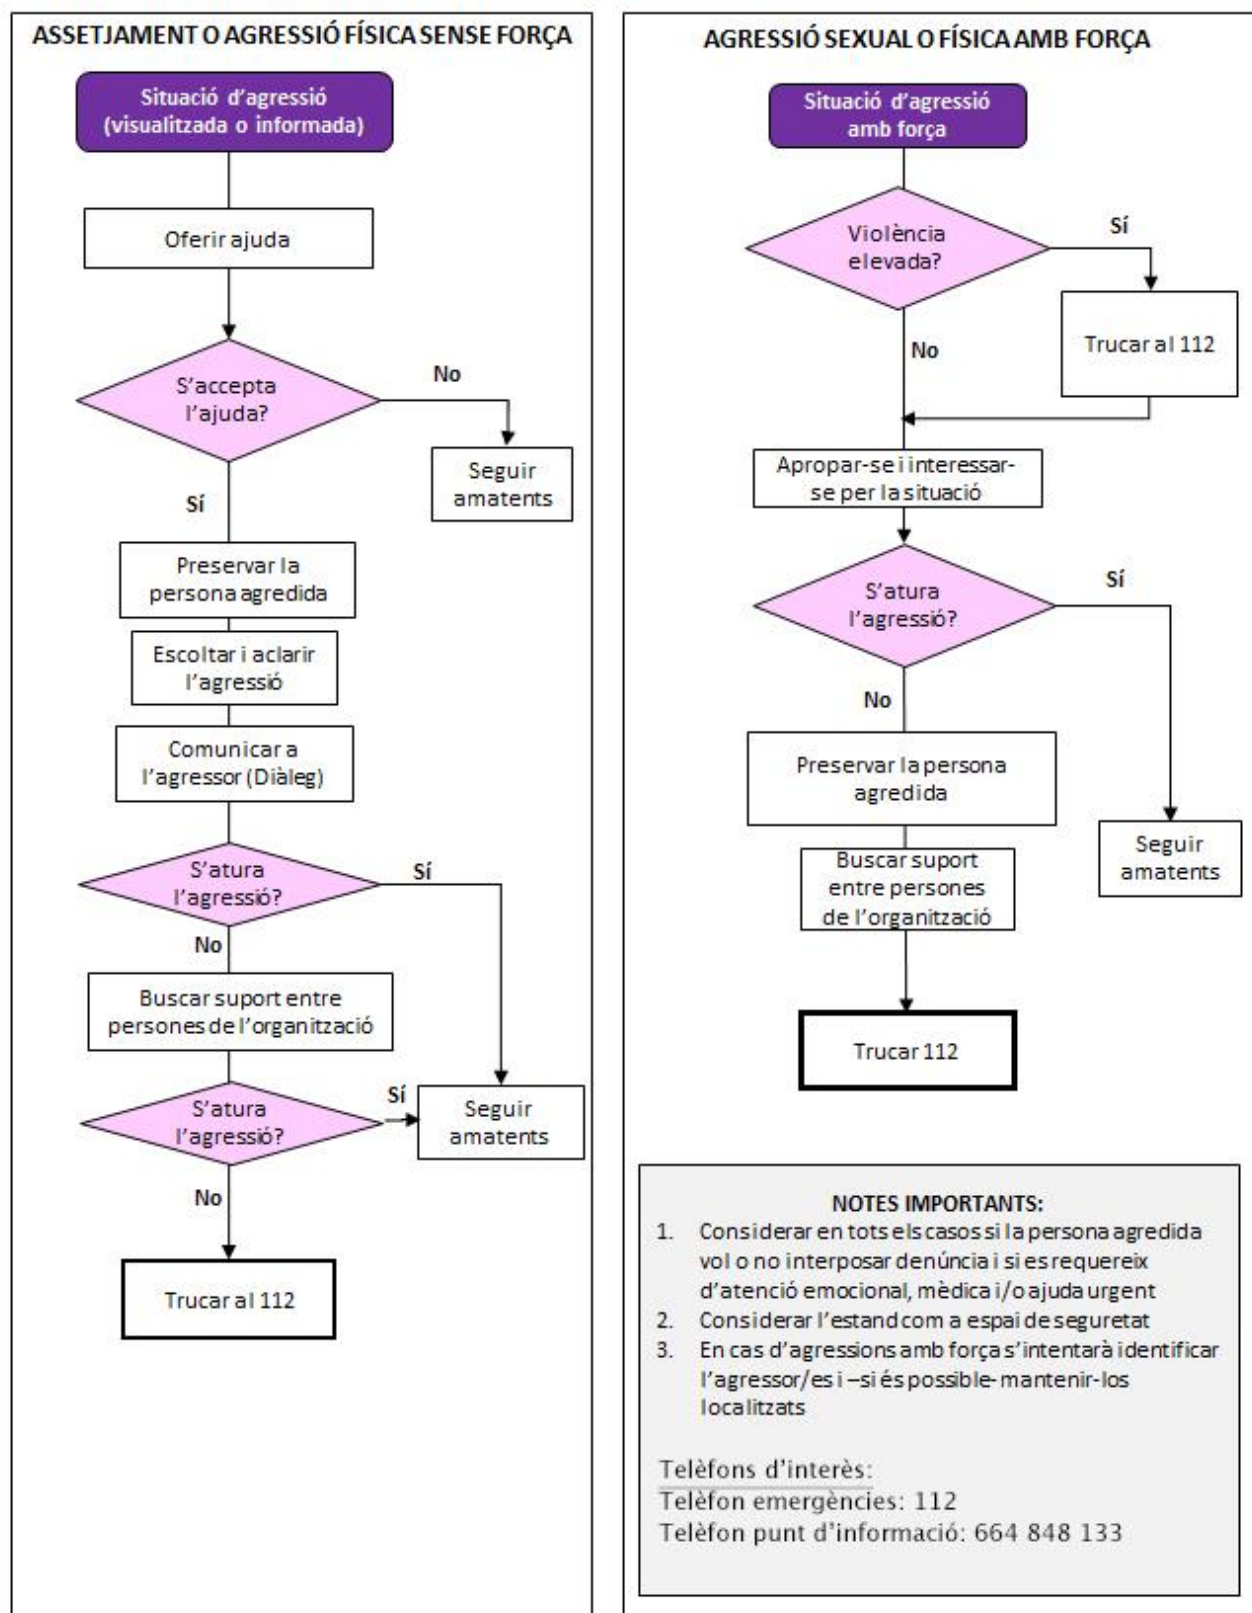 ASSETJAMENT O AGRESSIÓ FÍSICA SENSE FORÇA
Situació d'agressió
(visualitzada o informada)
Oferir ajuda
S'accepta
l'ajuda?
No
Seguir
amatents
Sí
Preservar la
persona agredida
Escoltar i aclarir
l'agressió
Comunicar a
l'agressor (Diàleg)
S'atura
l'agressió?
Sí
No
Buscar suport entre
persones de l'organització
S'atura
l'agressió?
Sí
Seguir
amatents
No
Trucar al 112
AGRESSIÓ SEXUAL O FÍSICA AMB FORÇA
Situació d'agressió
amb força
Violència
elevada?
Sí
Trucar al 112
No
Apropar-se i interessar-
se per la situació
S'atura
l'agressió?
Sí
No
Preservar la persona
agredida
Seguir
amatents
Buscar suport
entre persones
de l'organització
Trucar 112
NOTES IMPORTANTS:
1. Considerar en tots els casos si la persona agredida
vol o no interposar denúncia i si es requereix
d'atenció emocional, mèdica i/o ajuda urgent
2. Considerar l'estand com a espai de seguretat
3. En cas d'agressions amb força s'intentarà identificar
l'agressor/es i –si és possible- mantenir-los
localitzats
Telèfons d'interès:
Telèfon emergències: 112
Telèfon punt d'informació: 664 848 133